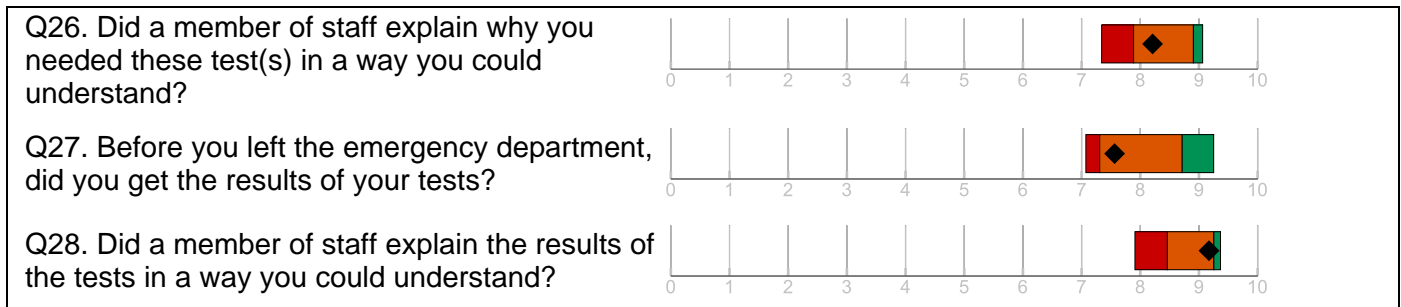 Q26. Did a member of staff explain why you
needed these test(s) in a way you could
understand?
0 1 2 3 4 5 6 7 8 9 10
Q27. Before you left the emergency department,
did you get the results of your tests?
0 1 2 3 4 5 6 7 8 9 10
Q28. Did a member of staff explain the results of
the tests in a way you could understand?
0 1 2 3 4 5 6 7 8 9 10